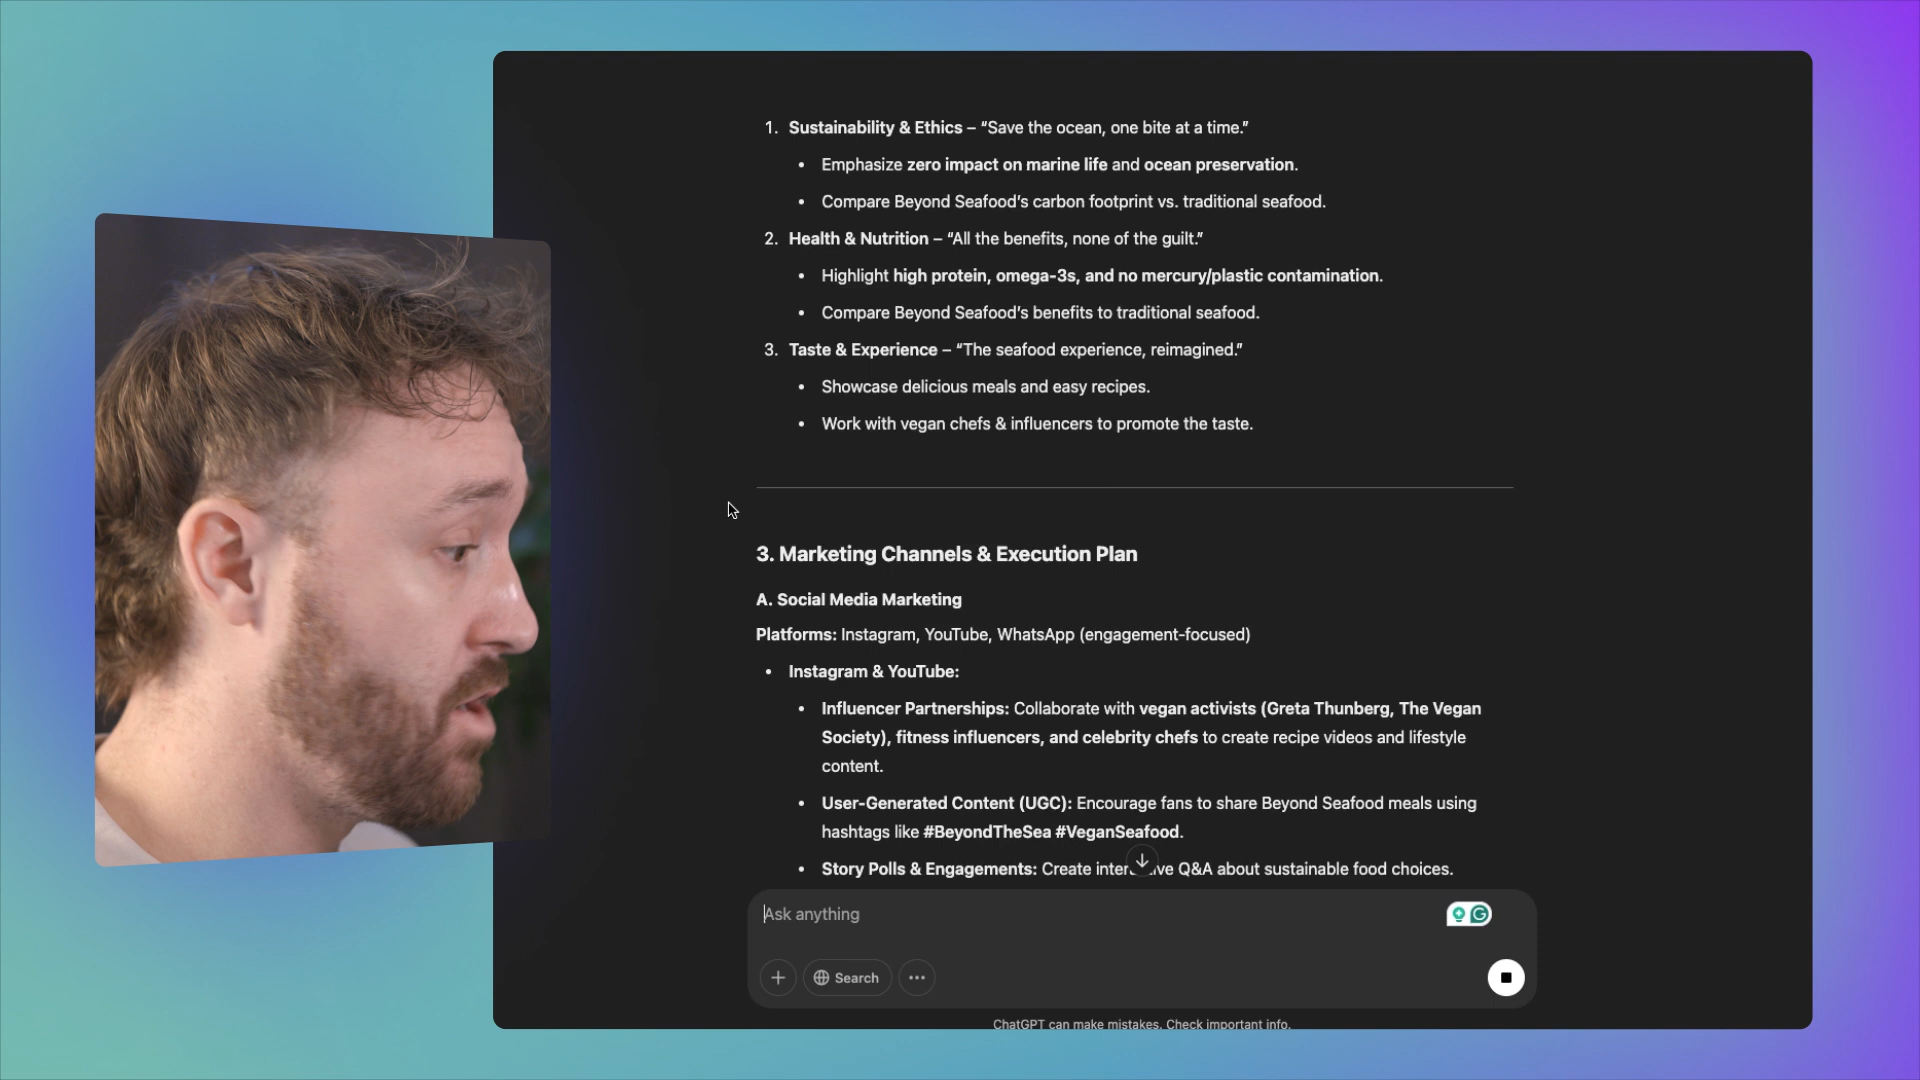 1. Sustainability & Ethics – “Save the ocean, one bite at a time.”
• Emphasize zero impact on marine life and ocean preservation.
• Compare Beyond Seafood’s carbon footprint vs. traditional seafood.
2. Health & Nutrition – “All the benefits, none of the guilt.”
• Highlight high protein, omega-3s, and no mercury/plastic contamination.
• Compare Beyond Seafood’s benefits to traditional seafood.
3. Taste & Experience – “The seafood experience, reimagined.”
• Showcase delicious meals and easy recipes.
• Work with vegan chefs & influencers to promote the taste.
3. Marketing Channels & Execution Plan
A. Social Media Marketing
Platforms: Instagram, YouTube, WhatsApp (engagement-focused)
• Instagram & YouTube:
• Influencer Partnerships: Collaborate with vegan activists (Greta Thunberg, The Vegan
Society), fitness influencers, and celebrity chefs to create recipe videos and lifestyle
content.
• User-Generated Content (UGC): Encourage fans to share Beyond Seafood meals using
hashtags like #BeyondTheSea #VeganSeafood.
• Story Polls & Engagements: Create Q&A about sustainable food choices.
Ask anything
Search
ChatGPT can make mistakes. Check important info.